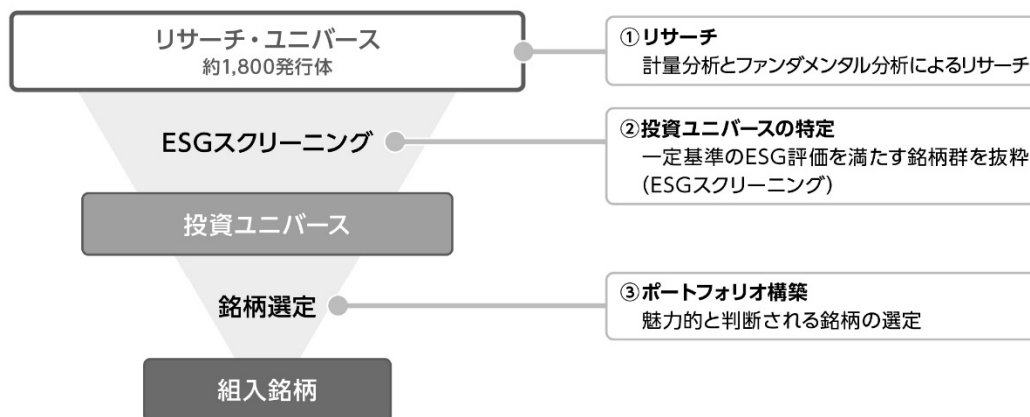 リサーチ・ユニバース
約1,800発行体
①リサーチ
計量分析とファンダメンタル分析によるリサーチ
ESGスクリーニング
②投資ユニバースの特定
一定基準のESG評価を満たす銘柄群を抜粋
(ESGスクリーニング)
投資ユニバース
銘柄選定
③ポートフォリオ構築
魅力的と判断される銘柄の選定
組入銘柄